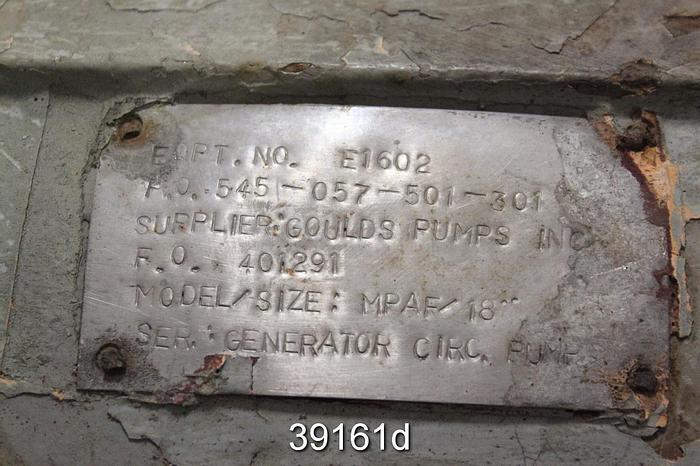 EQPT. NO. E1602
P.O. 545-057-501-301
SUPPLIER: GOULDS PUMPS INC
F.O. 401291
MODEL/SIZE: MPAF/18"
SER.: GENERATOR CIRC. PUMP
39161d